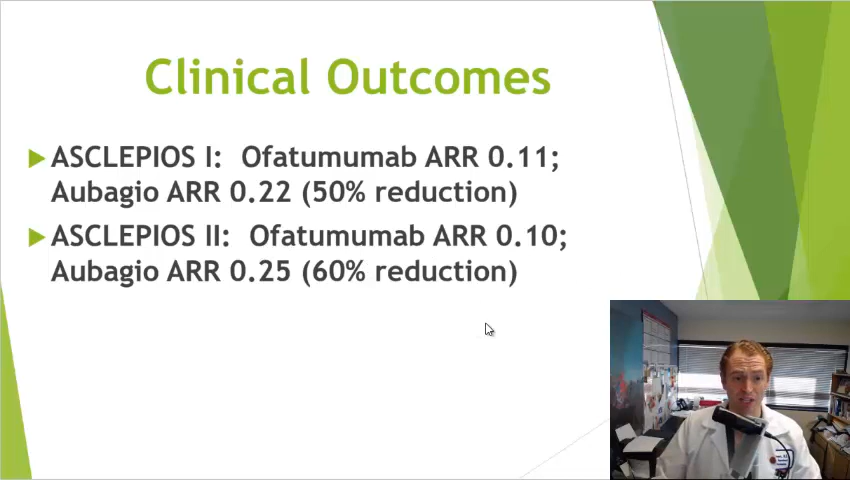 Clinical Outcomes
ASCLEPIOS I: Ofatumumab ARR 0.11;
Aubagio ARR 0.22 (50% reduction)
ASCLEPIOS II: Ofatumumab ARR 0.10;
Aubagio ARR 0.25 (60% reduction)